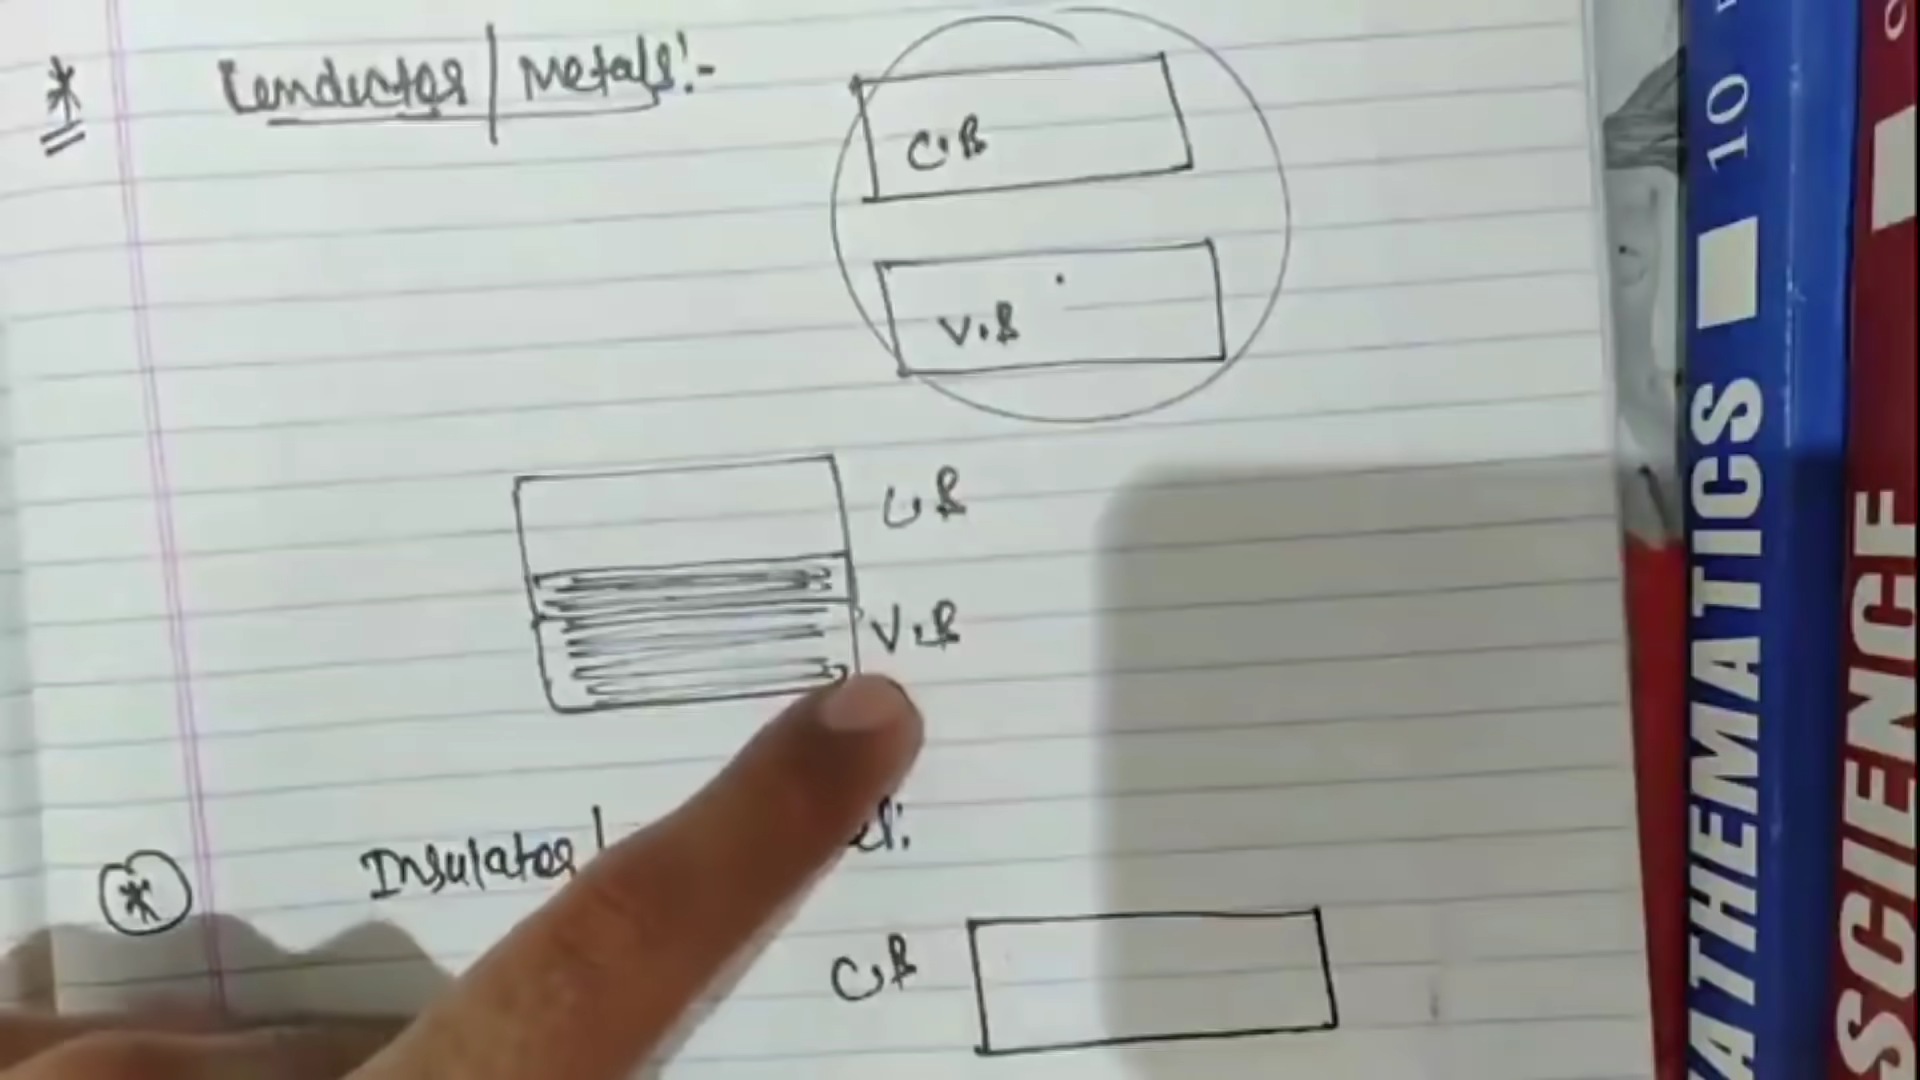 * Conductor | Metals:-
C.B
V.B
C.B
V.B
* Insulator |
C.B
10
MATHEMATICS
SCIENCE